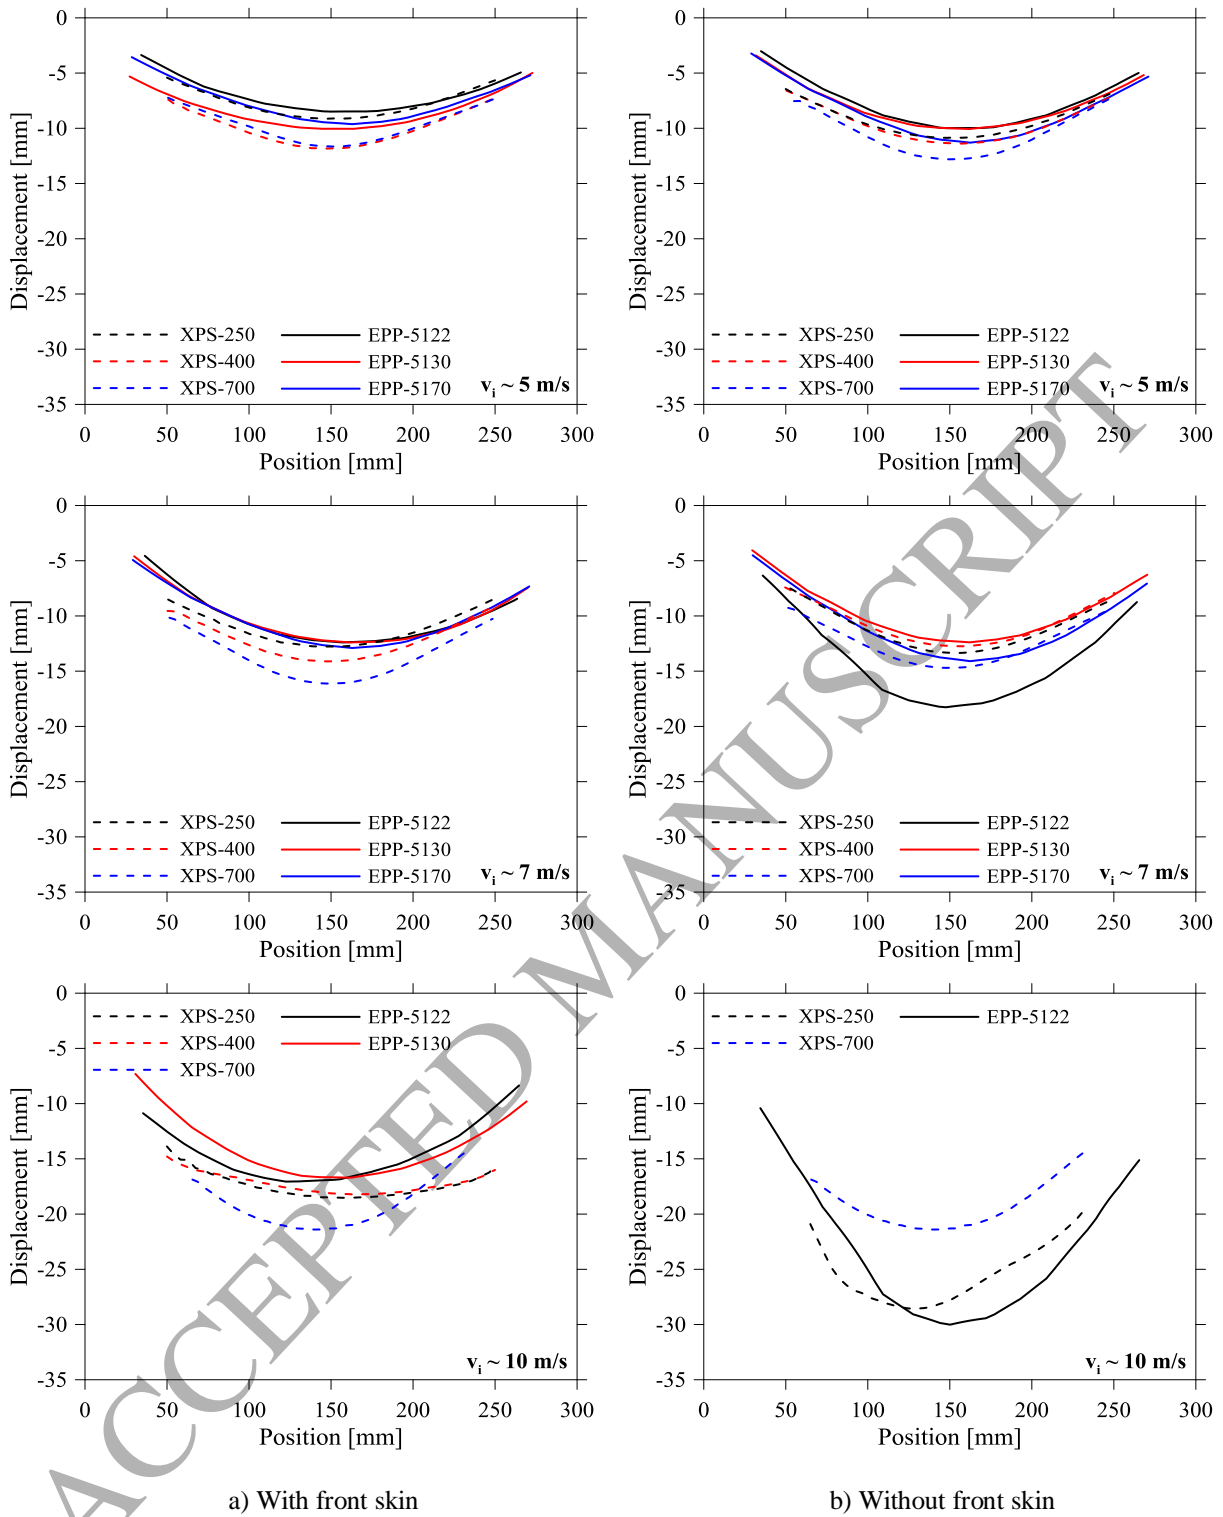 0
-5
-10
-15
-20
-25
-30
-35
Displacement [mm]
XPS-250
XPS-400
XPS-700
EPP-5122
EPP-5130
EPP-5170
vi ~ 5 m/s
0 50 100 150 200 250 300
Position [mm]
0
-5
-10
-15
-20
-25
-30
-35
Displacement [mm]
XPS-250
XPS-400
XPS-700
EPP-5122
EPP-5130
EPP-5170
vi ~ 5 m/s
0 50 100 150 200 250 300
Position [mm]
0
-5
-10
-15
-20
-25
-30
-35
Displacement [mm]
XPS-250
XPS-400
XPS-700
EPP-5122
EPP-5130
EPP-5170
vi ~ 7 m/s
0 50 100 150 200 250 300
Position [mm]
0
-5
-10
-15
-20
-25
-30
-35
Displacement [mm]
XPS-250
XPS-400
XPS-700
EPP-5122
EPP-5130
EPP-5170
vi ~ 7 m/s
0 50 100 150 200 250 300
Position [mm]
0
-5
-10
-15
-20
-25
-30
-35
Displacement [mm]
XPS-250
XPS-400
XPS-700
EPP-5122
EPP-5130
vi ~ 10 m/s
0 50 100 150 200 250 300
Position [mm]
0
-5
-10
-15
-20
-25
-30
-35
Displacement [mm]
XPS-250
XPS-700
EPP-5122
vi ~ 10 m/s
0 50 100 150 200 250 300
Position [mm]
a) With front skin
b) Without front skin
ACCEPTED MANUSCRIPT